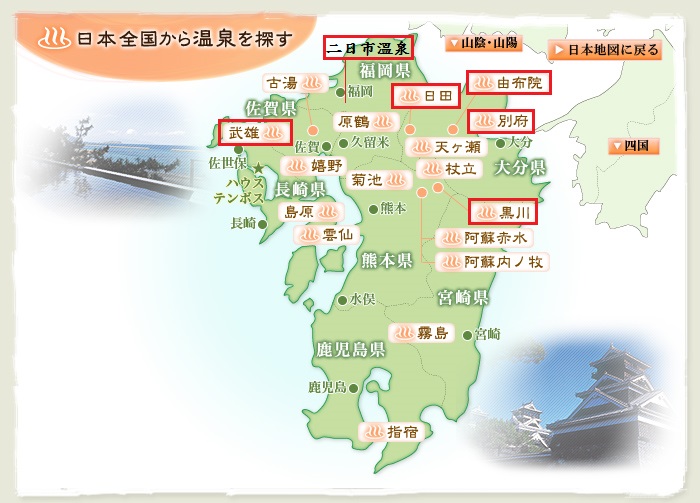 日本全国から温泉を探す
二日市温泉
▼山陰・山陽
▶日本地図に戻る
福岡県
古湯
福岡
日田
由布院
佐賀県
武雄
原鶴
別府
佐賀
久留米
天ヶ瀬
大分
▼四国
佐世保
嬉野
菊池
杖立
大分県
ハウス
テンボス
長崎県
島原
熊本
黒川
長崎
雲仙
阿蘇赤水
熊本県
阿蘇内ノ牧
水俣
宮崎県
霧島
宮崎
鹿児島県
鹿児島
指宿